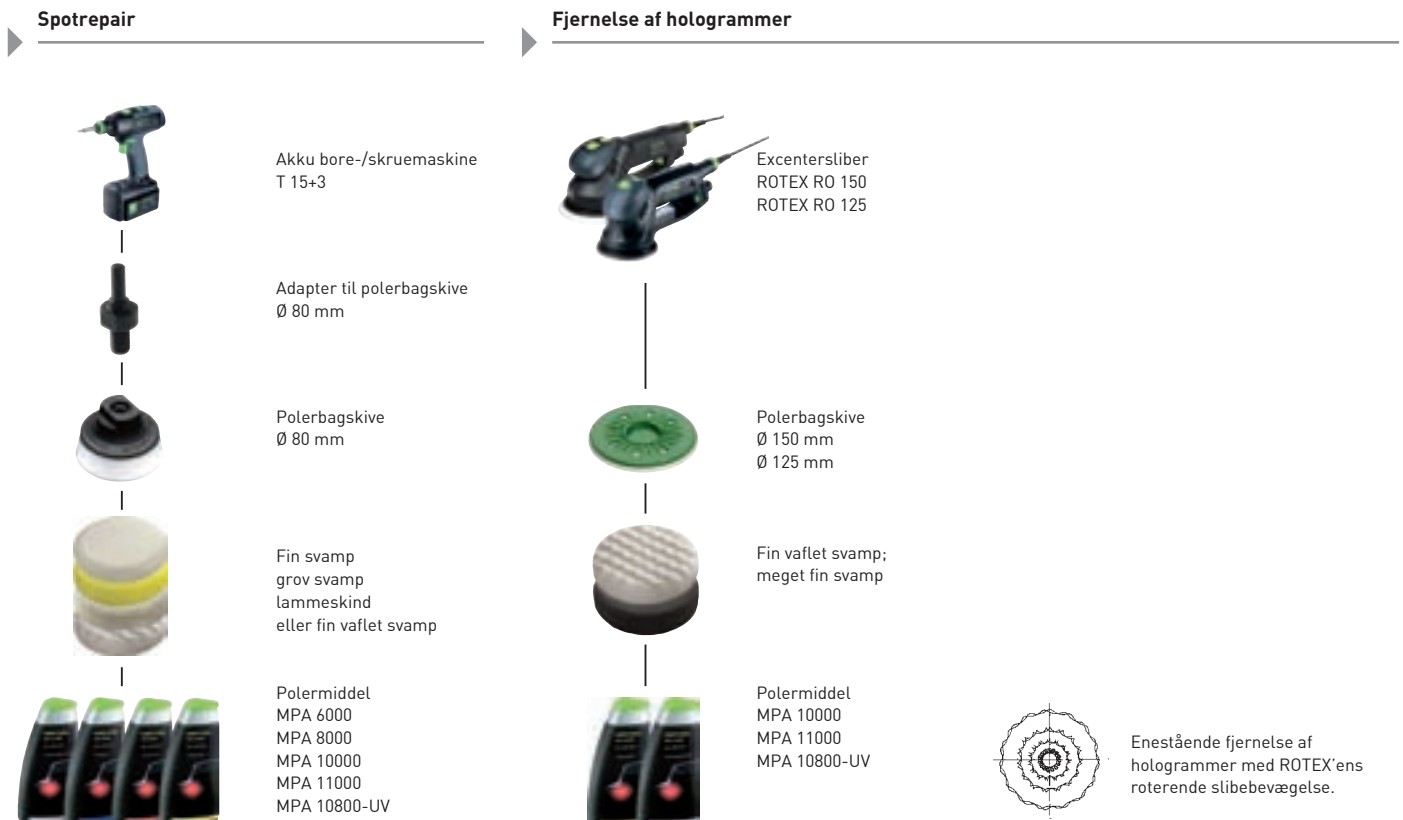 Spotrepair
Akku bore-/skruemaskine
T 15+3
Adapter til polerbagskive
Ø 80 mm
Polerbagskive
Ø 80 mm
Fin svamp
grov svamp
lammeskind
eller fin vaflet svamp
Polermiddel
MPA 6000
MPA 8000
MPA 10000
MPA 11000
MPA 10800-UV
Fjernelse af hologrammer
Excentersliber
ROTEX RO 150
ROTEX RO 125
Polerbagskive
Ø 150 mm
Ø 125 mm
Fin vaflet svamp;
meget fin svamp
Polermiddel
MPA 10000
MPA 11000
MPA 10800-UV
Enestående fjernelse af
hologrammer med ROTEX’ens
roterende slibebevægelse.